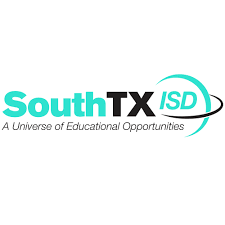 SouthTX ISD
A Universe of Educational Opportunities